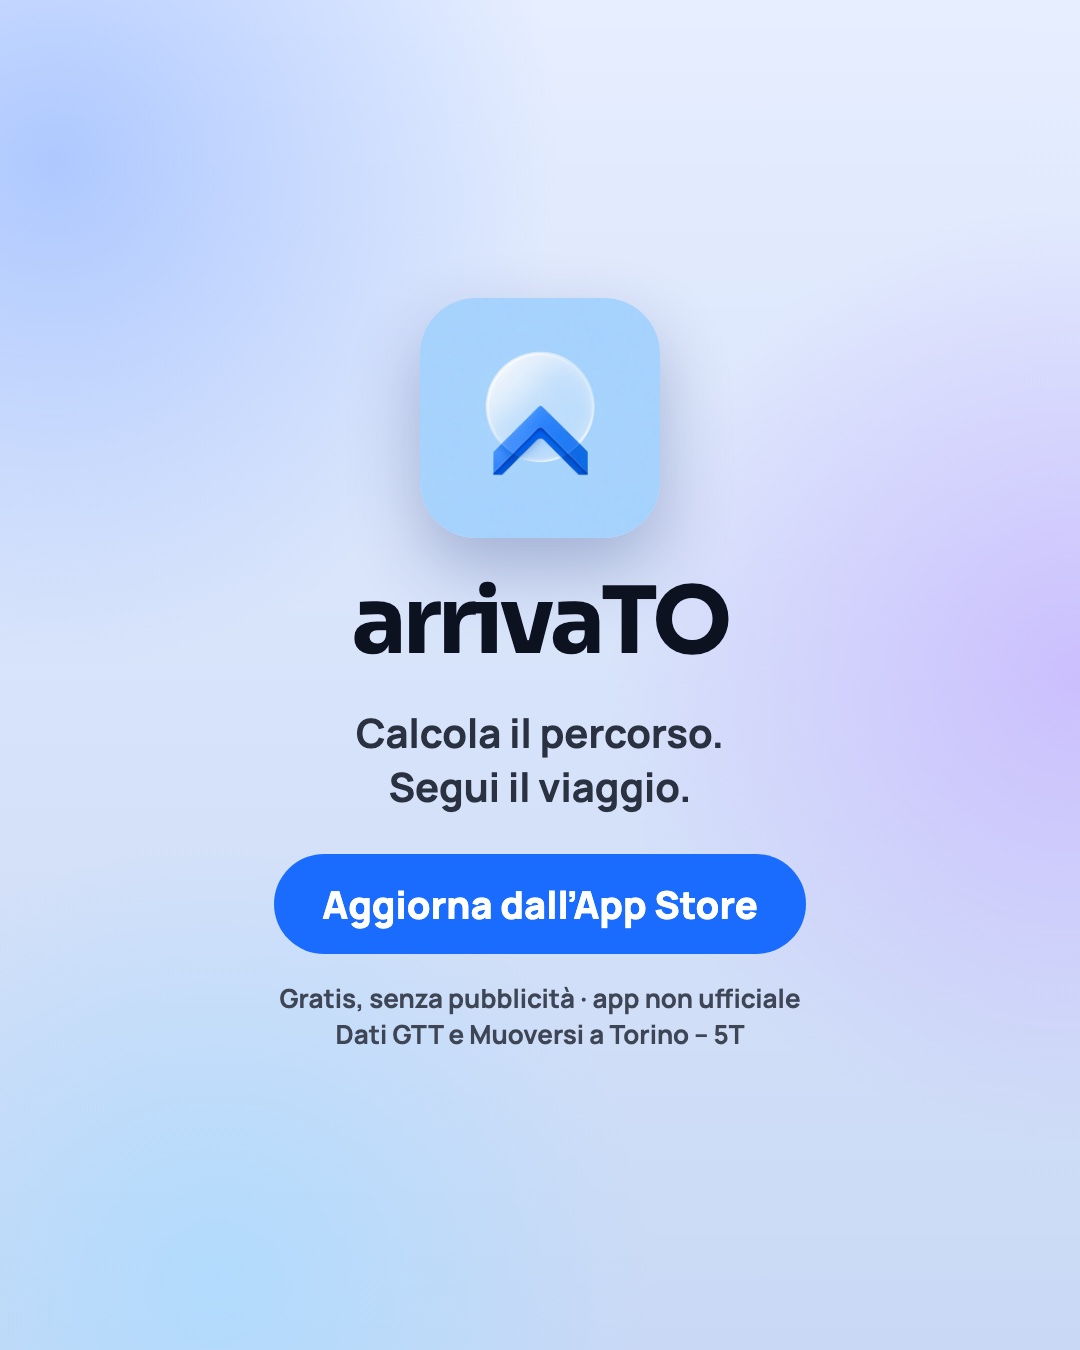 arrivaTO
Calcola il percorso.
Segui il viaggio.
Aggiorna dall’App Store
Gratis, senza pubblicità · app non ufficiale
Dati GTT e Muoversi a Torino – 5T